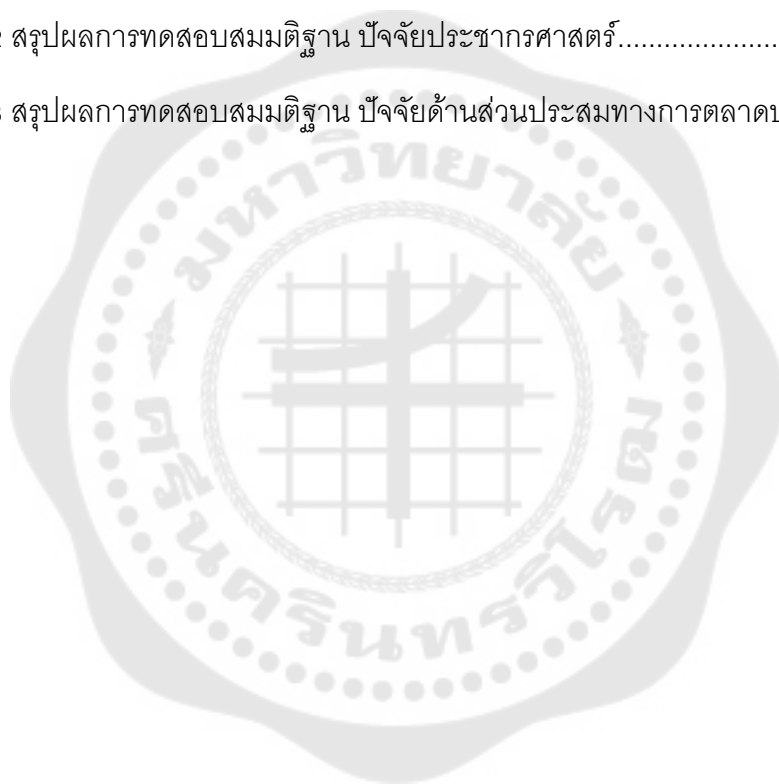 สรุปผลการทดสอบสมมติฐาน ปัจจัยประชากรศาสตร์......................
สรุปผลการทดสอบสมมติฐาน ปัจจัยด้านส่วนประสมทางการตลาด
มหาวิทยาลัย
ศรีนครินทรวิโรฒ